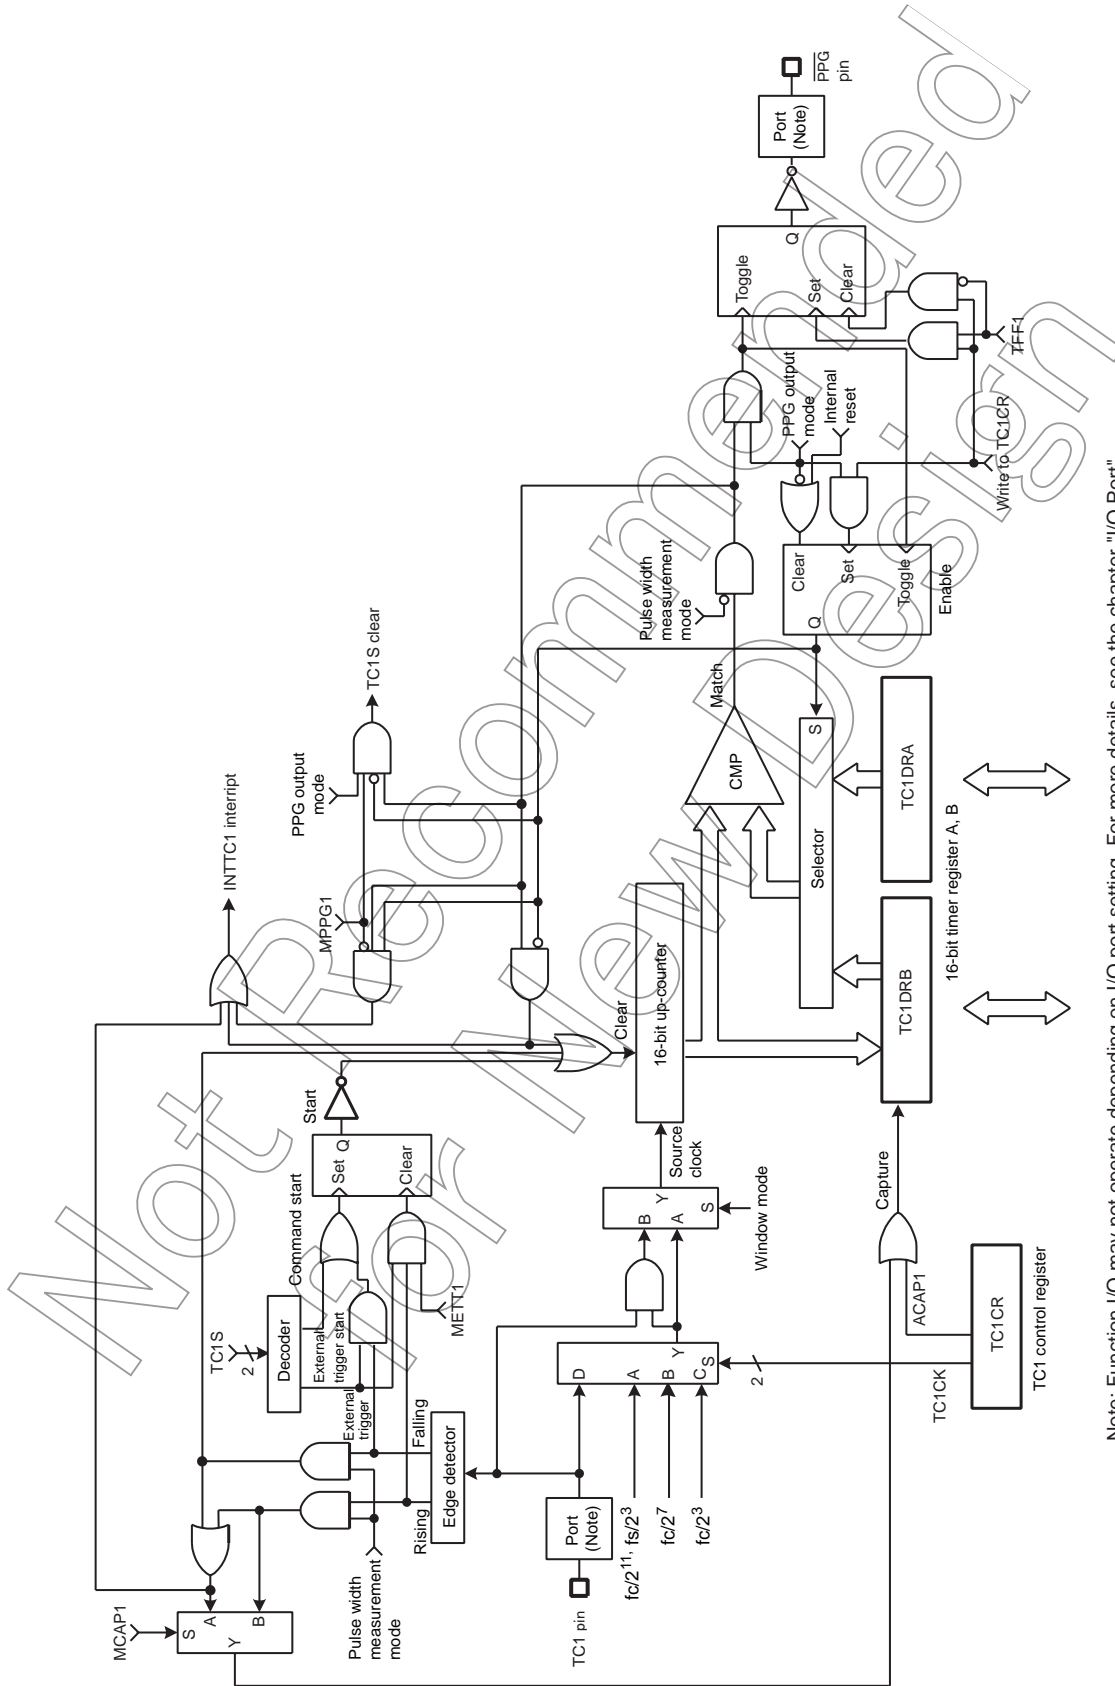 MCAP1
S
A
B
Y
Pulse width
measurement
mode
TC1S
2
Decoder
Command start
External
trigger start
External
trigger
Rising
Falling
Edge detector
METT1
Set
Q
Clear
Start
INTTC1 interript
MPPG1
PPG output
mode
TC1S clear
TC1 pin
Port
(Note)
fc/2^11, fs/2^3
fc/2^7
fc/2^3
D
A
B
C
Y
S
2
B
A
Y
S
Window mode
Source
clock
Clear
16-bit up-counter
CMP
Match
Pulse width
measurement
mode
PPG output
mode
Internal
reset
Toggle
Set
Clear
Q
Port
(Note)
PPG
pin
TFF1
Write to TC1CR
Clear
Set
Toggle
Q
Enable
Selector
S
TC1DRB
TC1DRA
16-bit timer register A, B
Capture
ACAP1
TC1CK
TC1CR
TC1 control register
Note: Function I/O may not operate depending on I/O port setting. For more details, see the chapter "I/O Port".
Not Recommended
for New Design